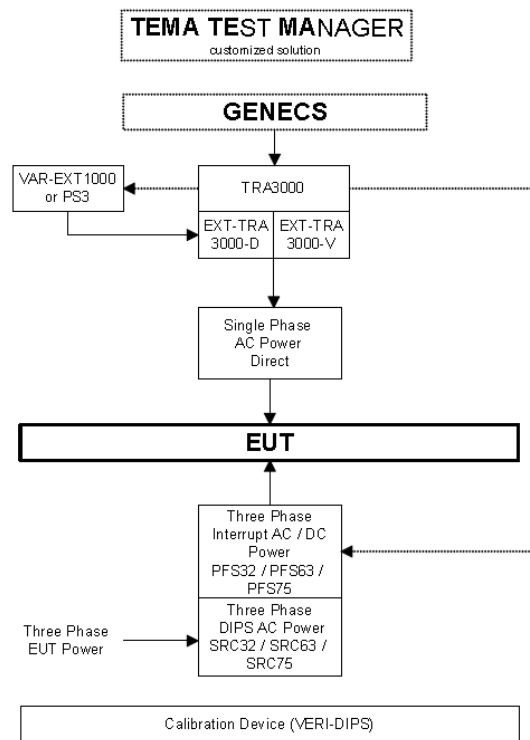 TEMA TEST MANAGER
customized solution
GENECS
VAR-EXT1000
or PS3
TRA3000
EXT-TRA
3000-D
EXT-TRA
3000-V
Single Phase
AC Power
Direct
EUT
Three Phase
Interrupt AC / DC
Power
PFS32 / PFS63 /
PFS75
Three Phase
EUT Power
Three Phase
DIPS AC Power
SRC32 / SRC63 /
SRC75
Calibration Device (VERI-DIPS)